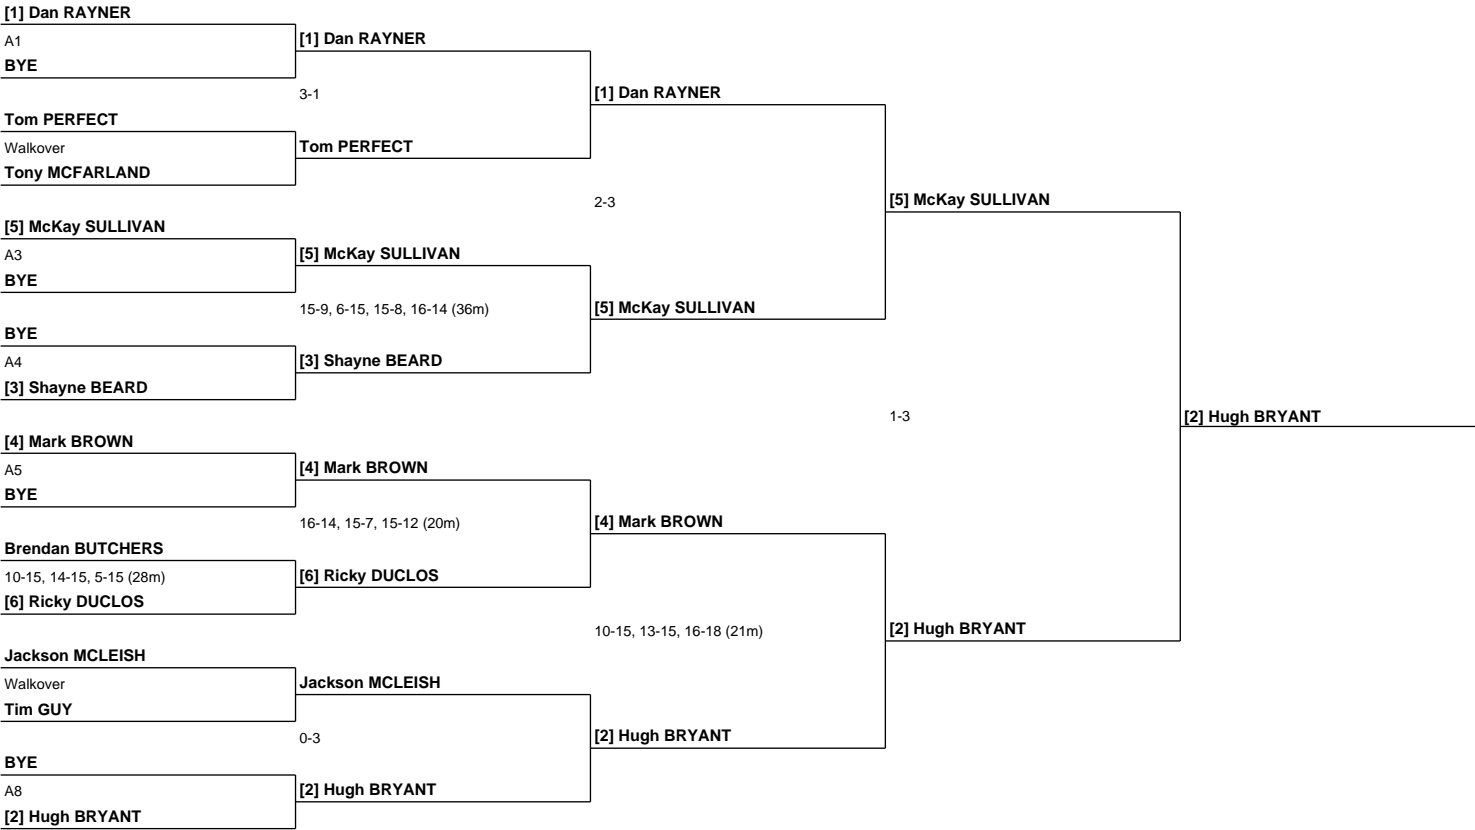 [1] Dan RAYNER
A1
BYE
Tom PERFECT
Walkover
Tony MCFARLAND
[5] McKay SULLIVAN
A3
BYE
BYE
A4
[3] Shayne BEARD
[4] Mark BROWN
A5
BYE
Brendan BUTCHERS
10-15, 14-15, 5-15 (28m)
[6] Ricky DUCLOS
Jackson MCLEISH
Walkover
Tim GUY
BYE
A8
[2] Hugh BRYANT
[1] Dan RAYNER
3-1
Tom PERFECT
[5] McKay SULLIVAN
15-9, 6-15, 15-8, 16-14 (36m)
[3] Shayne BEARD
[4] Mark BROWN
16-14, 15-7, 15-12 (20m)
[6] Ricky DUCLOS
Jackson MCLEISH
0-3
[2] Hugh BRYANT
[1] Dan RAYNER
2-3
[5] McKay SULLIVAN
[4] Mark BROWN
10-15, 13-15, 16-18 (21m)
[2] Hugh BRYANT
[5] McKay SULLIVAN
1-3
[2] Hugh BRYANT
[2] Hugh BRYANT